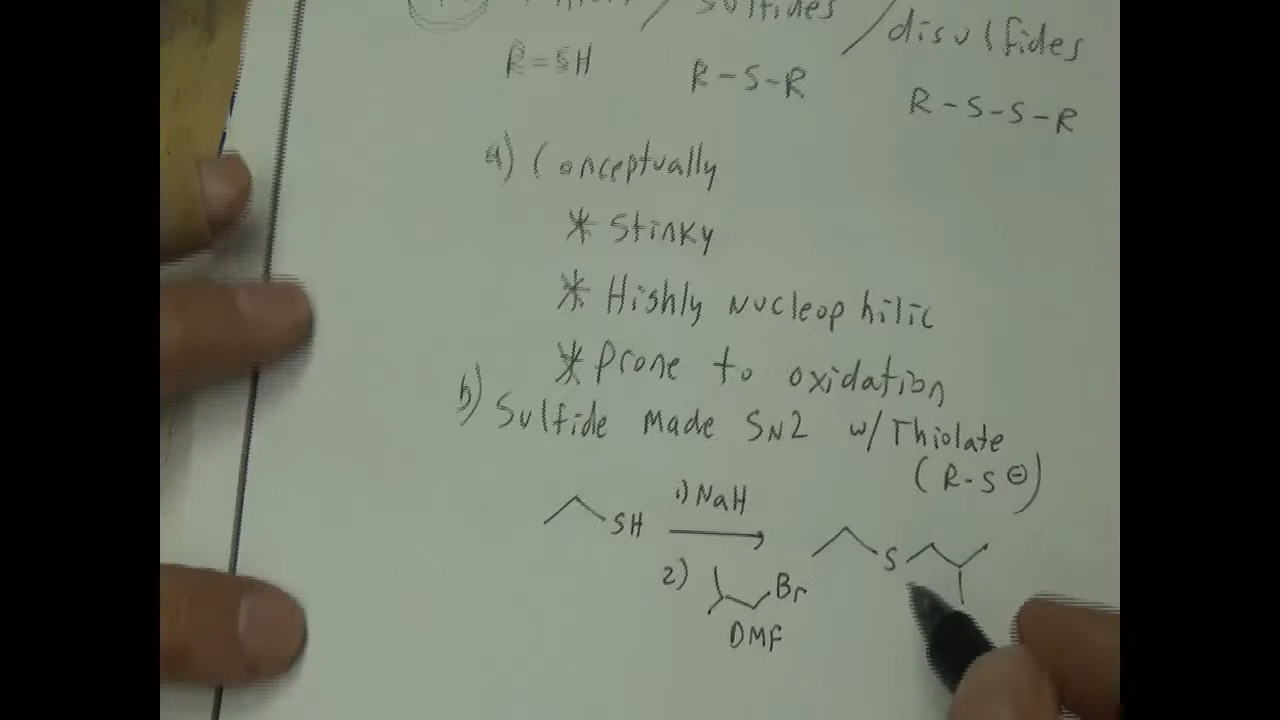 / sulfides / disulfides
R-SH R-S-R R-S-S-R
a) Conceptually
* Stinky
* Highly Nucleophilic
* Prone to oxidation
b) Sulfide Made SN2 w/ Thiolate
(R-S⊖)
SH 1) NaH S
2) Br
DMF